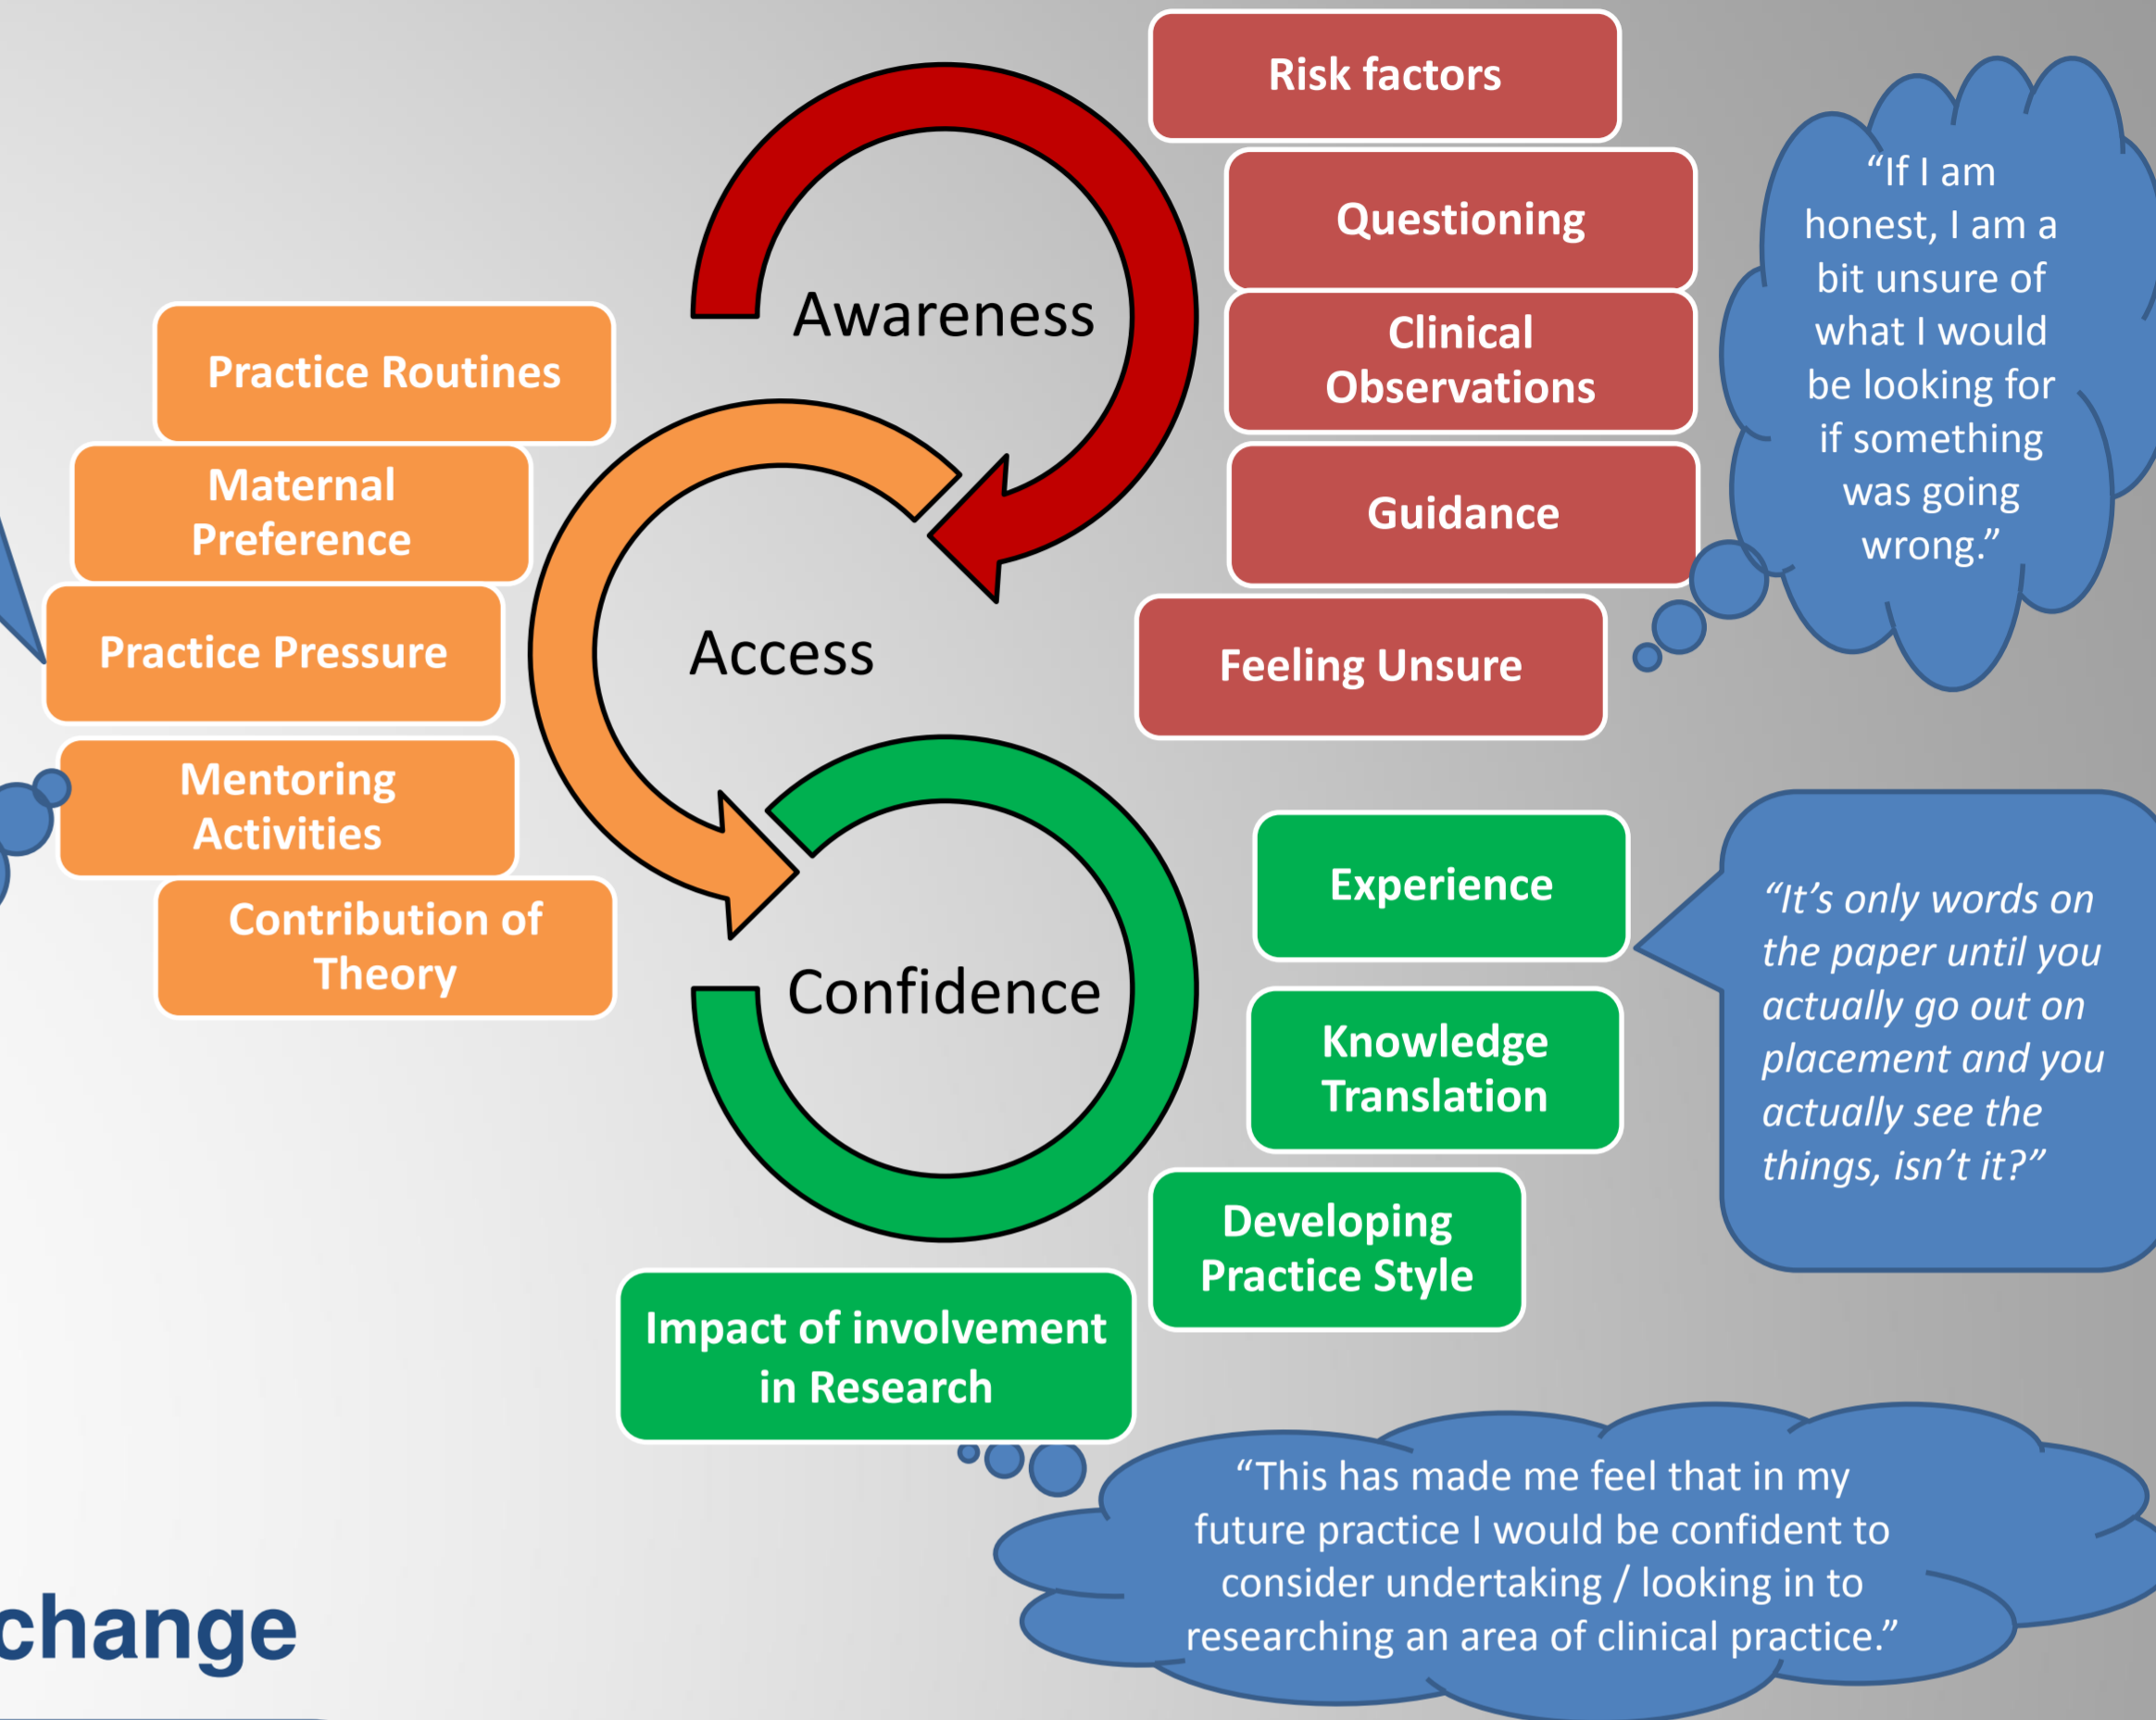 Risk factors
Questioning
Clinical
Observations
Guidance
Feeling Unsure
“If I am
honest, I am a
bit unsure of
what I would
be looking for
if something
was going
wrong.”
Awareness
Practice Routines
Maternal
Preference
Practice Pressure
Mentoring
Activities
Contribution of
Theory
Access
Confidence
Experience
Knowledge
Translation
Developing
Practice Style
Impact of involvement
in Research
“It’s only words on
the paper until you
actually go out on
placement and you
actually see the
things, isn’t it?”
“This has made me feel that in my
future practice I would be confident to
consider undertaking / looking in to
researching an area of clinical practice.”
change